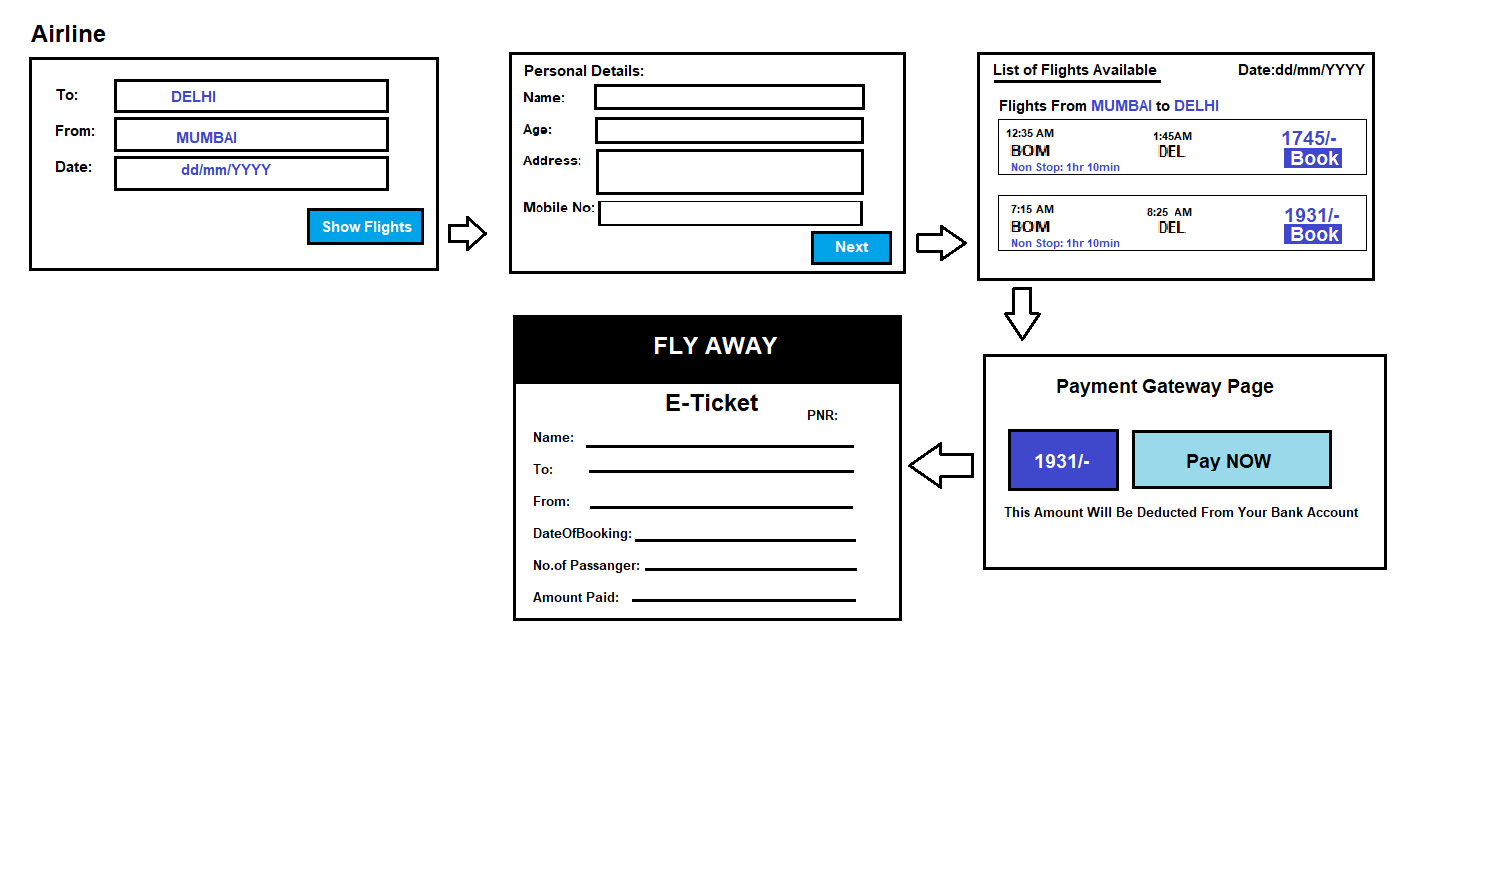 Airline
To: DELHI
From: MUMBAI
Date: dd/mm/YYYY
Show Flights
Personal Details:
Name:
Age:
Address:
Mobile No:
Next
List of Flights Available Date:dd/mm/YYYY
Flights From MUMBAI to DELHI
12:35 AM 1:45AM 1745/-
BOM DEL Book
Non Stop: 1hr 10min
7:15 AM 8:25 AM 1931/-
BOM DEL Book
Non Stop: 1hr 10min
Payment Gateway Page
1931/- Pay NOW
This Amount Will Be Deducted From Your Bank Account
FLY AWAY
E-Ticket
PNR:
Name:
To:
From:
DateOfBooking:
No.of Passanger:
Amount Paid: